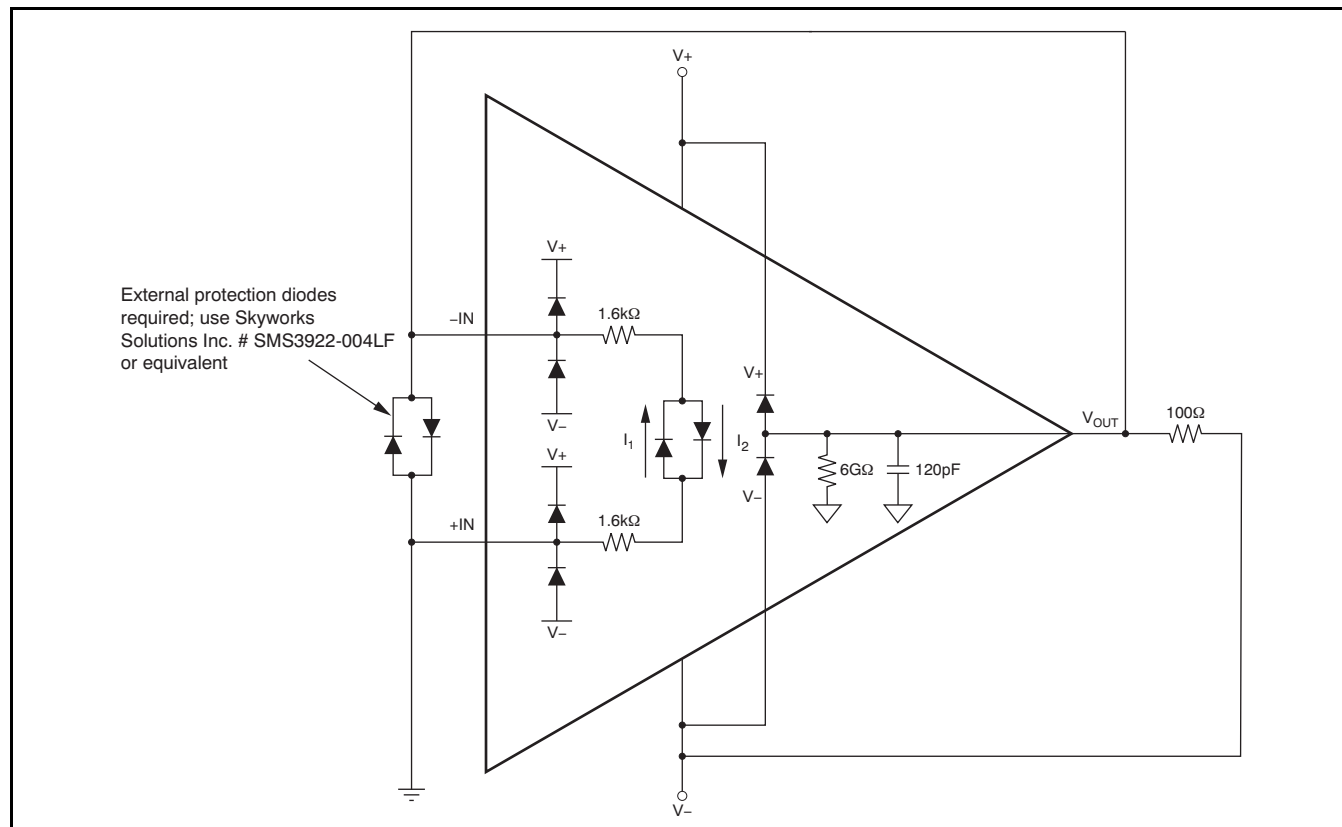 V+
External protection diodes
required; use Skyworks
Solutions Inc. # SMS3922-004LF
or equivalent
V+
–IN
1.6kΩ
V–
V+
I1
I2
V+
V–
6GΩ
120pF
VOUT
100Ω
+IN
1.6kΩ
V–
V–